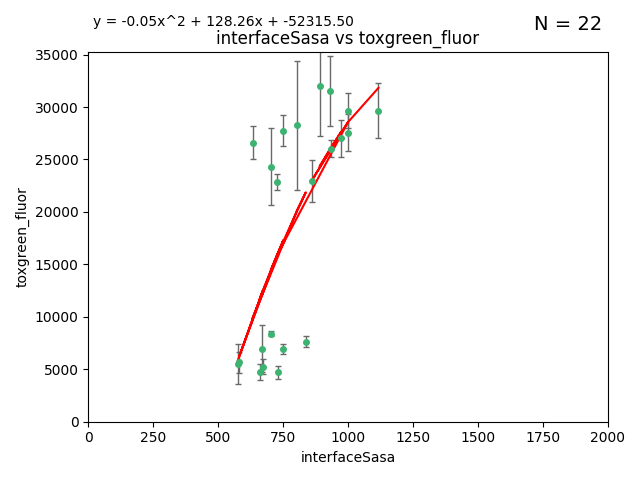 y = -0.05x^2 + 128.26x + -52315.50
N = 22
interfaceSasa vs toxgreen_fluor
35000
30000
25000
20000
15000
10000
5000
0
toxgreen_fluor
0 250 500 750 1000 1250 1500 1750 2000
interfaceSasa